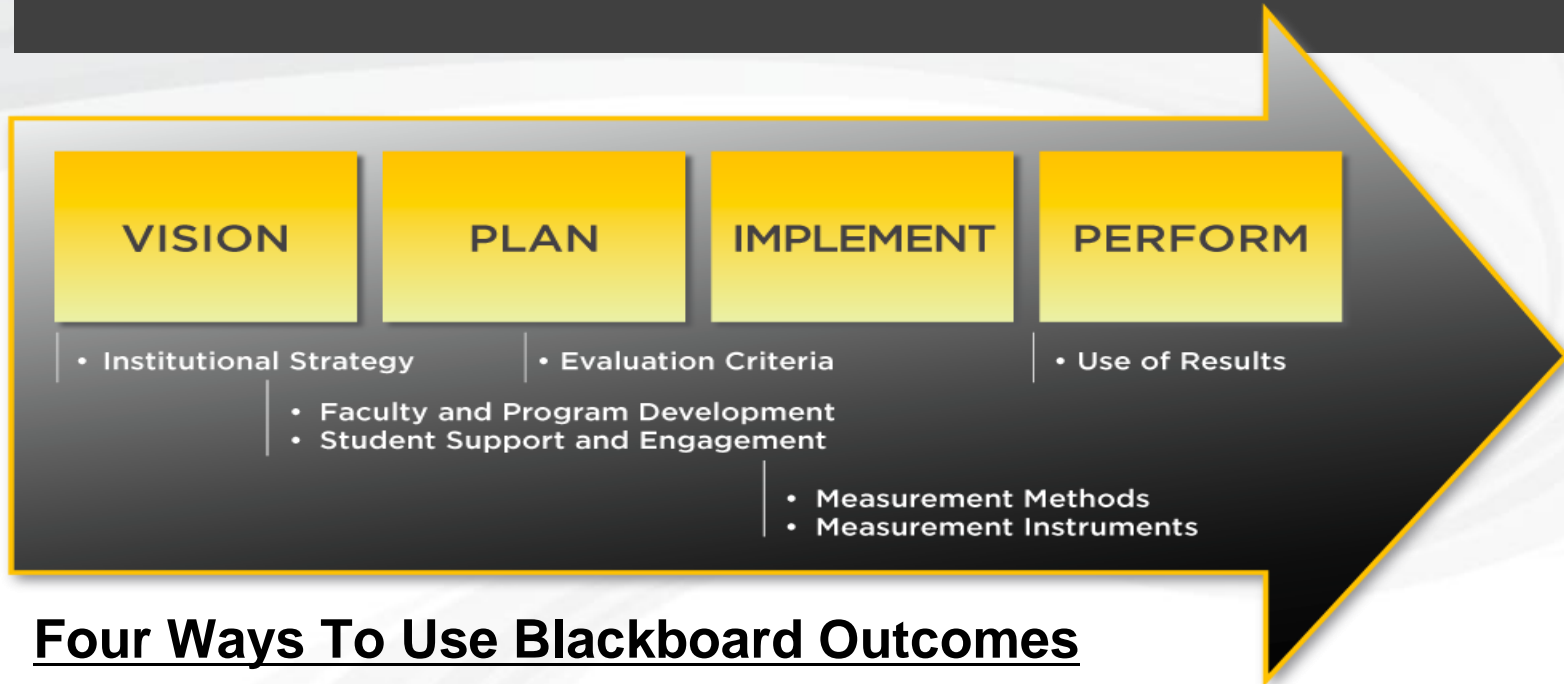 VISION PLAN IMPLEMENT PERFORM
• Institutional Strategy • Evaluation Criteria • Use of Results
• Faculty and Program Development
• Student Support and Engagement
• Measurement Methods
• Measurement Instruments
Four Ways To Use Blackboard Outcomes